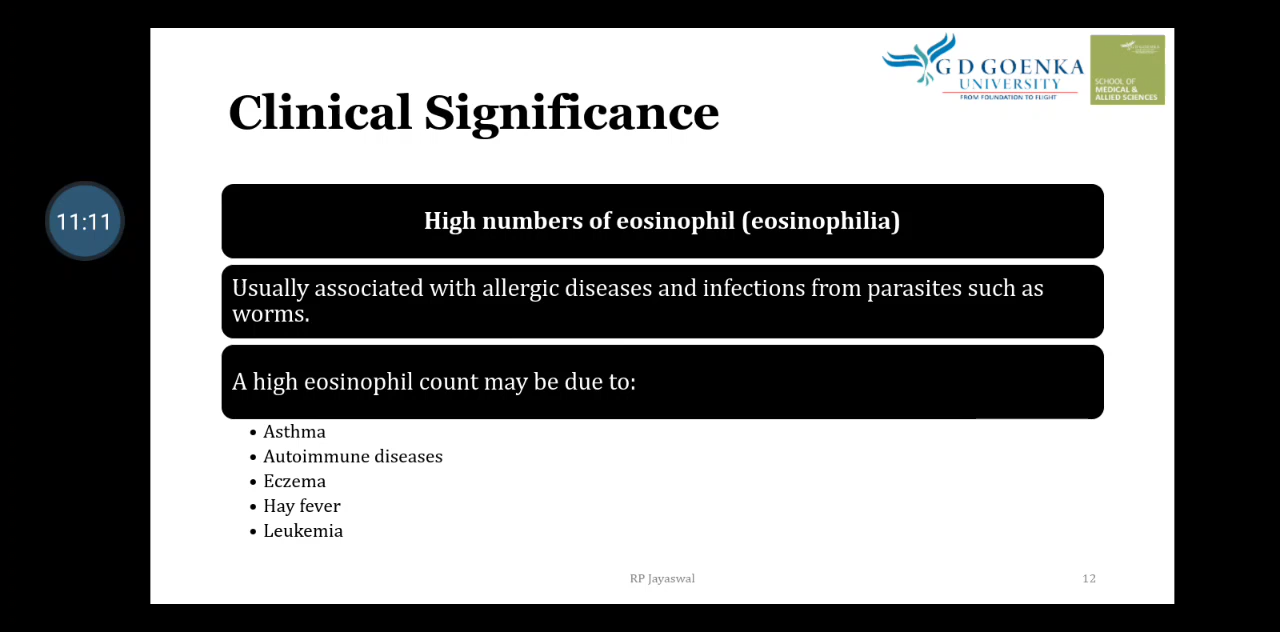 G D GOENKA
UNIVERSITY
FROM FOUNDATION TO FLIGHT
SCHOOL OF
MEDICAL &
ALLIED SCIENCES
Clinical Significance
11:11
High numbers of eosinophil (eosinophilia)
Usually associated with allergic diseases and infections from parasites such as
worms.
A high eosinophil count may be due to:
• Asthma
• Autoimmune diseases
• Eczema
• Hay fever
• Leukemia
RP Jayaswal
12